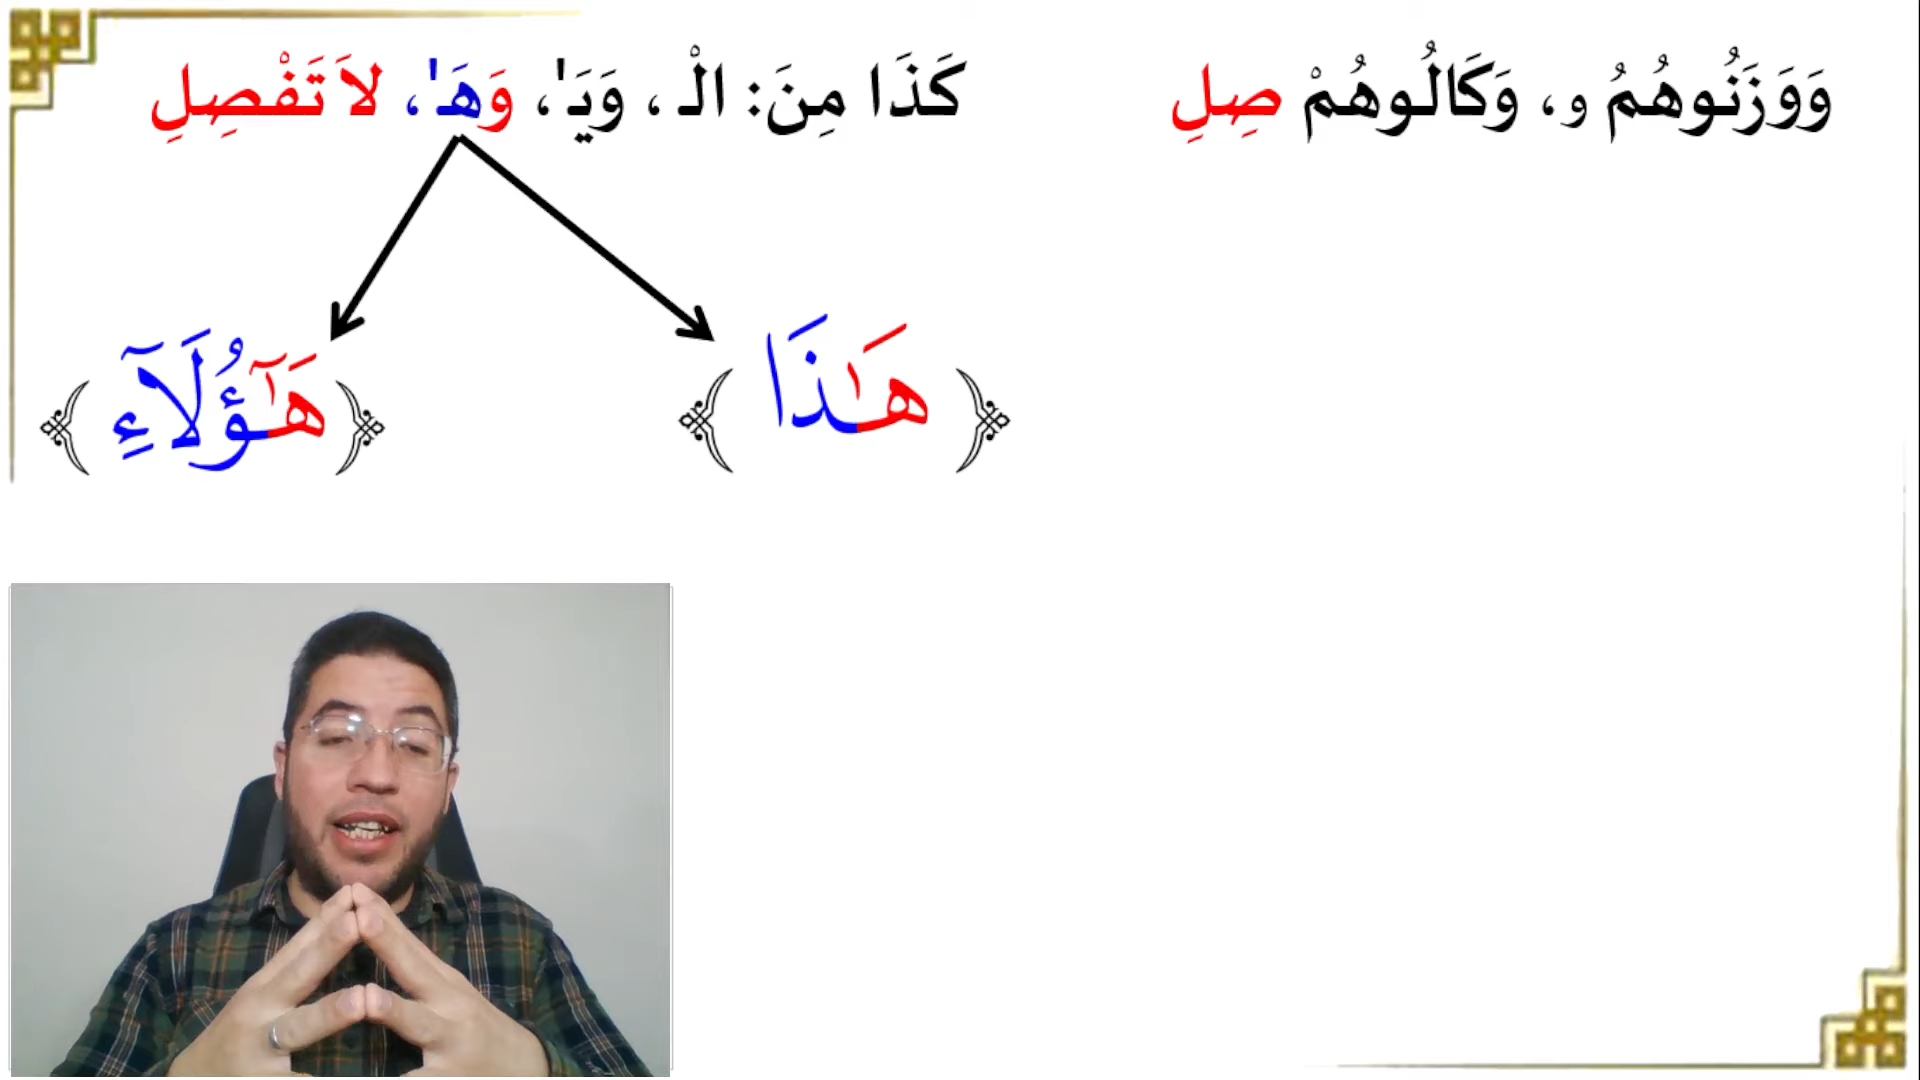 وَوَزَنُوهُمُ و، وَكَالُوهُمْ صِلِ كَذَا مِنَ: الْـ ، وَيَـٰ، وَهَـٰ، لاَ تَفْصِلِ
﴿ هَـٰذَا ﴾ ﴿ هَـٰٓؤُلَآءِ ﴾